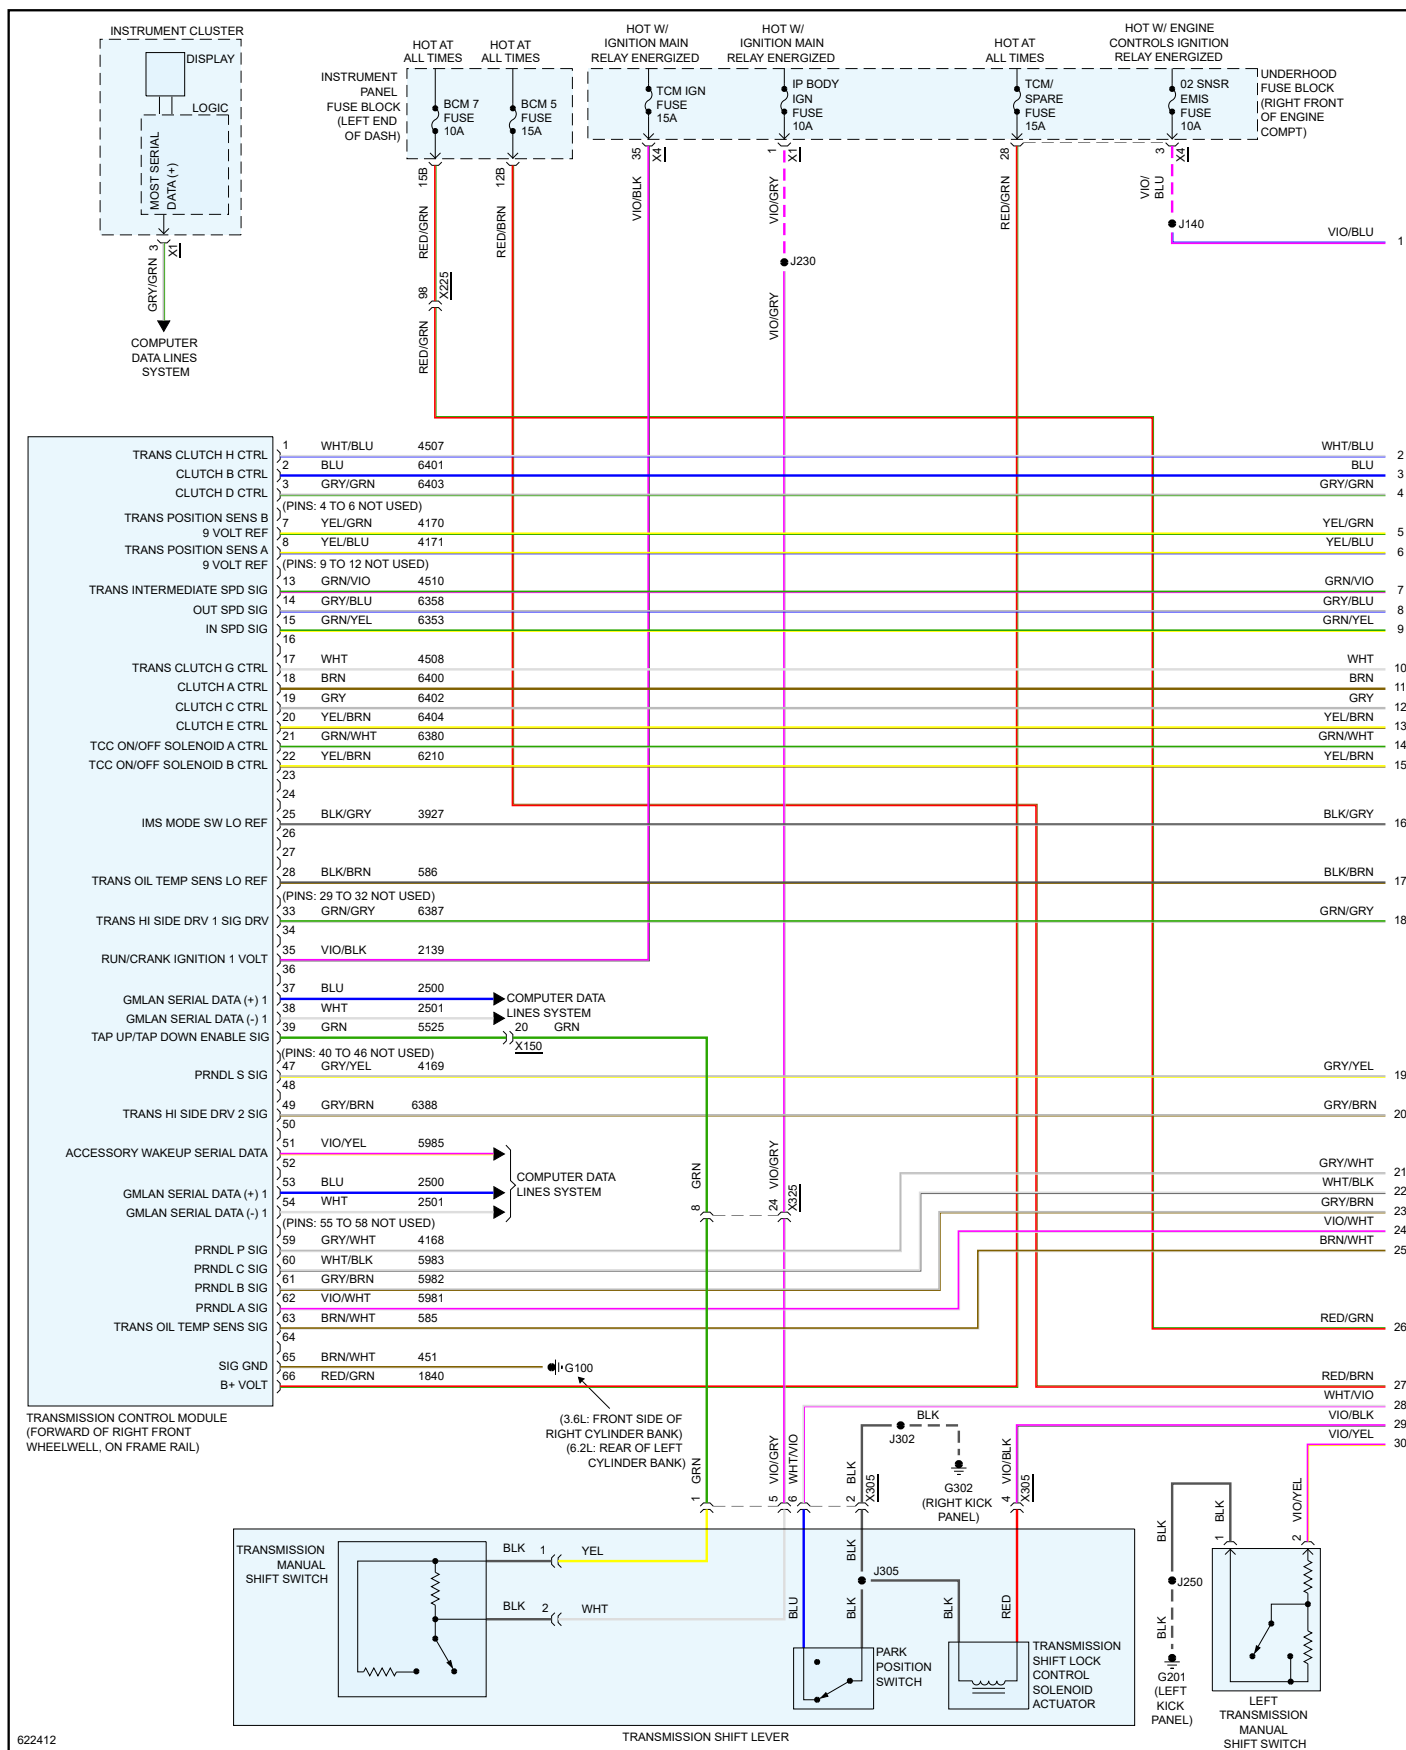 INSTRUMENT CLUSTER
DISPLAY
LOGIC
MOST SERIAL
DATA (+)
3
X1
GRY/GRN
COMPUTER
DATA LINES
SYSTEM
HOT AT
ALL TIMES
HOT AT
ALL TIMES
INSTRUMENT
PANEL
FUSE BLOCK
(LEFT END
OF DASH)
BCM 7
FUSE
10A
BCM 5
FUSE
15A
15B
12B
RED/GRN
RED/BRN
98
X225
RED/GRN
HOT W/
IGNITION MAIN
RELAY ENERGIZED
HOT W/
IGNITION MAIN
RELAY ENERGIZED
HOT AT
ALL TIMES
HOT W/ ENGINE
CONTROLS IGNITION
RELAY ENERGIZED
TCM IGN
FUSE
15A
IP BODY
IGN
FUSE
10A
TCM/
SPARE
FUSE
15A
02 SNSR
EMIS
FUSE
10A
UNDERHOOD
FUSE BLOCK
(RIGHT FRONT
OF ENGINE
COMPT)
35
X4
1
X1
28
3
X4
VIO/BLK
VIO/GRY
RED/GRN
VIO/
BLU
J140
J230
VIO/GRY
VIO/BLU 1
TRANS CLUTCH H CTRL 1 WHT/BLU 4507 WHT/BLU 2
CLUTCH B CTRL 2 BLU 6401 BLU 3
CLUTCH D CTRL 3 GRY/GRN 6403 GRY/GRN 4
(PINS: 4 TO 6 NOT USED)
TRANS POSITION SENS B
9 VOLT REF 7 YEL/GRN 4170 YEL/GRN 5
TRANS POSITION SENS A 8 YEL/BLU 4171 YEL/BLU 6
9 VOLT REF (PINS: 9 TO 12 NOT USED)
TRANS INTERMEDIATE SPD SIG 13 GRN/VIO 4510 GRN/VIO 7
OUT SPD SIG 14 GRY/BLU 6358 GRY/BLU 8
IN SPD SIG 15 GRN/YEL 6353 GRN/YEL 9
16
TRANS CLUTCH G CTRL 17 WHT 4508 WHT 10
CLUTCH A CTRL 18 BRN 6400 BRN 11
CLUTCH C CTRL 19 GRY 6402 GRY 12
CLUTCH E CTRL 20 YEL/BRN 6404 YEL/BRN 13
TCC ON/OFF SOLENOID A CTRL 21 GRN/WHT 6380 GRN/WHT 14
TCC ON/OFF SOLENOID B CTRL 22 YEL/BRN 6210 YEL/BRN 15
23
24
IMS MODE SW LO REF 25 BLK/GRY 3927 BLK/GRY 16
26
27
TRANS OIL TEMP SENS LO REF 28 BLK/BRN 586 BLK/BRN 17
(PINS: 29 TO 32 NOT USED)
TRANS HI SIDE DRV 1 SIG DRV 33 GRN/GRY 6387 GRN/GRY 18
34
RUN/CRANK IGNITION 1 VOLT 35 VIO/BLK 2139
36
GMLAN SERIAL DATA (+) 1 37 BLU 2500
GMLAN SERIAL DATA (-) 1 38 WHT 2501
COMPUTER DATA
LINES SYSTEM
TAP UP/TAP DOWN ENABLE SIG 39 GRN 5525 20 GRN
X150
(PINS: 40 TO 46 NOT USED)
PRNDL S SIG 47 GRY/YEL 4169 GRY/YEL 19
48
TRANS HI SIDE DRV 2 SIG 49 GRY/BRN 6388 GRY/BRN 20
50
ACCESSORY WAKEUP SERIAL DATA 51 VIO/YEL 5985
52
GMLAN SERIAL DATA (+) 1 53 BLU 2500
GMLAN SERIAL DATA (-) 1 54 WHT 2501
COMPUTER DATA
LINES SYSTEM
(PINS: 55 TO 58 NOT USED)
GRN
8
VIO/GRY
24
X325
GRY/WHT 21
WHT/BLK 22
GRY/BRN 23
VIO/WHT 24
BRN/WHT 25
PRNDL P SIG 59 GRY/WHT 4168
PRNDL C SIG 60 WHT/BLK 5983
PRNDL B SIG 61 GRY/BRN 5982
PRNDL A SIG 62 VIO/WHT 5981
TRANS OIL TEMP SENS SIG 63 BRN/WHT 585
64
RED/GRN 26
SIG GND 65 BRN/WHT 451
G100
B+ VOLT 66 RED/GRN 1840
RED/BRN 27
WHT/VIO 28
VIO/BLK 29
VIO/YEL 30
TRANSMISSION CONTROL MODULE
(FORWARD OF RIGHT FRONT
WHEELWELL, ON FRAME RAIL)
(3.6L: FRONT SIDE OF
RIGHT CYLINDER BANK)
(6.2L: REAR OF LEFT
CYLINDER BANK)
GRN
1
VIO/GRY
5
WHT/VIO
6
BLK
2
X305
BLK
J302
G302
(RIGHT KICK
PANEL)
VIO/BLK
4
X305
TRANSMISSION
MANUAL
SHIFT SWITCH
BLK 1 YEL
BLK 2 WHT
BLU
BLK
J305
BLK
BLK
RED
PARK
POSITION
SWITCH
TRANSMISSION
SHIFT LOCK
CONTROL
SOLENOID
ACTUATOR
TRANSMISSION SHIFT LEVER
BLK
BLK
1
VIO/YEL
2
J250
BLK
G201
(LEFT
KICK
PANEL)
LEFT
TRANSMISSION
MANUAL
SHIFT SWITCH
622412